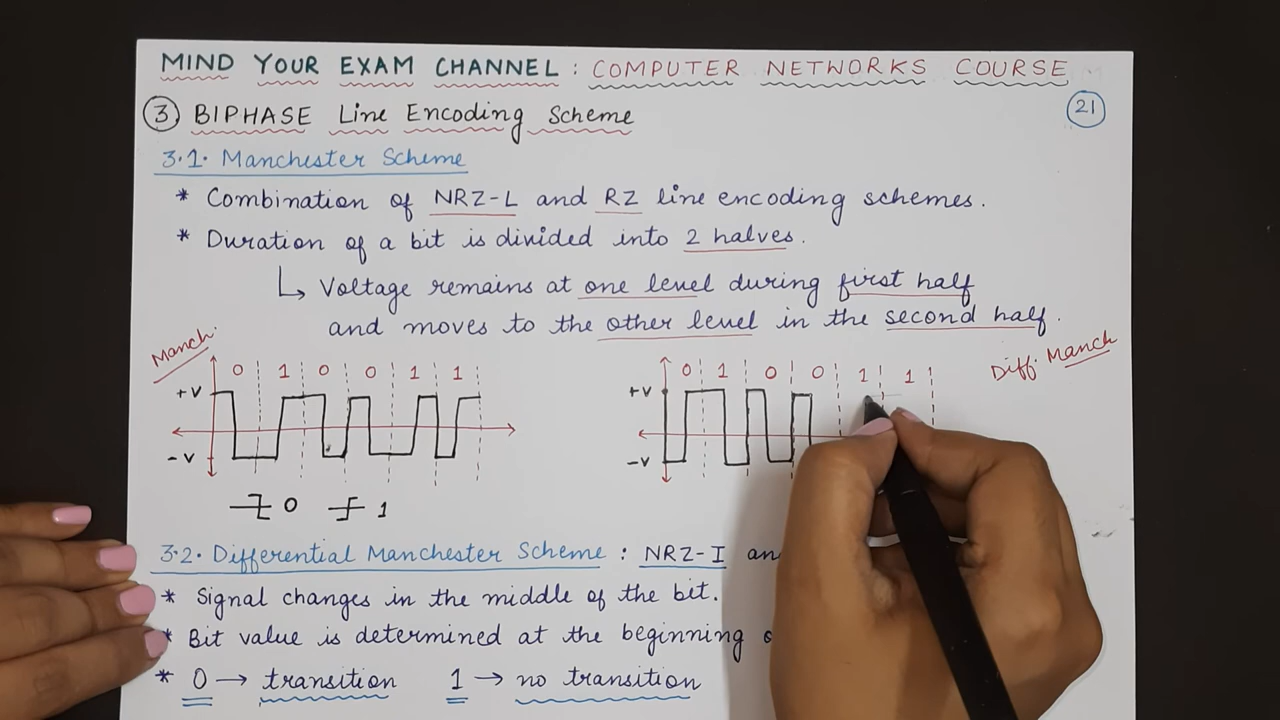 MIND YOUR EXAM CHANNEL : COMPUTER NETWORKS COURSE
③ BIPHASE Line Encoding Scheme
21
3.1. Manchester Scheme
* Combination of NRZ-L and RZ line encoding schemes.
* Duration of a bit is divided into 2 halves.
↳ Voltage remains at one level during first half
and moves to the other level in the second half.
Manch.
0 1 0 0 1 1
+V
-V
0 1
Diff. Manch
0 1 0 0 1 1
+V
-V
3.2. Differential Manchester Scheme : NRZ-I
* Signal changes in the middle of the bit.
* Bit value is determined at the beginning
* 0 → transition 1 → no transition